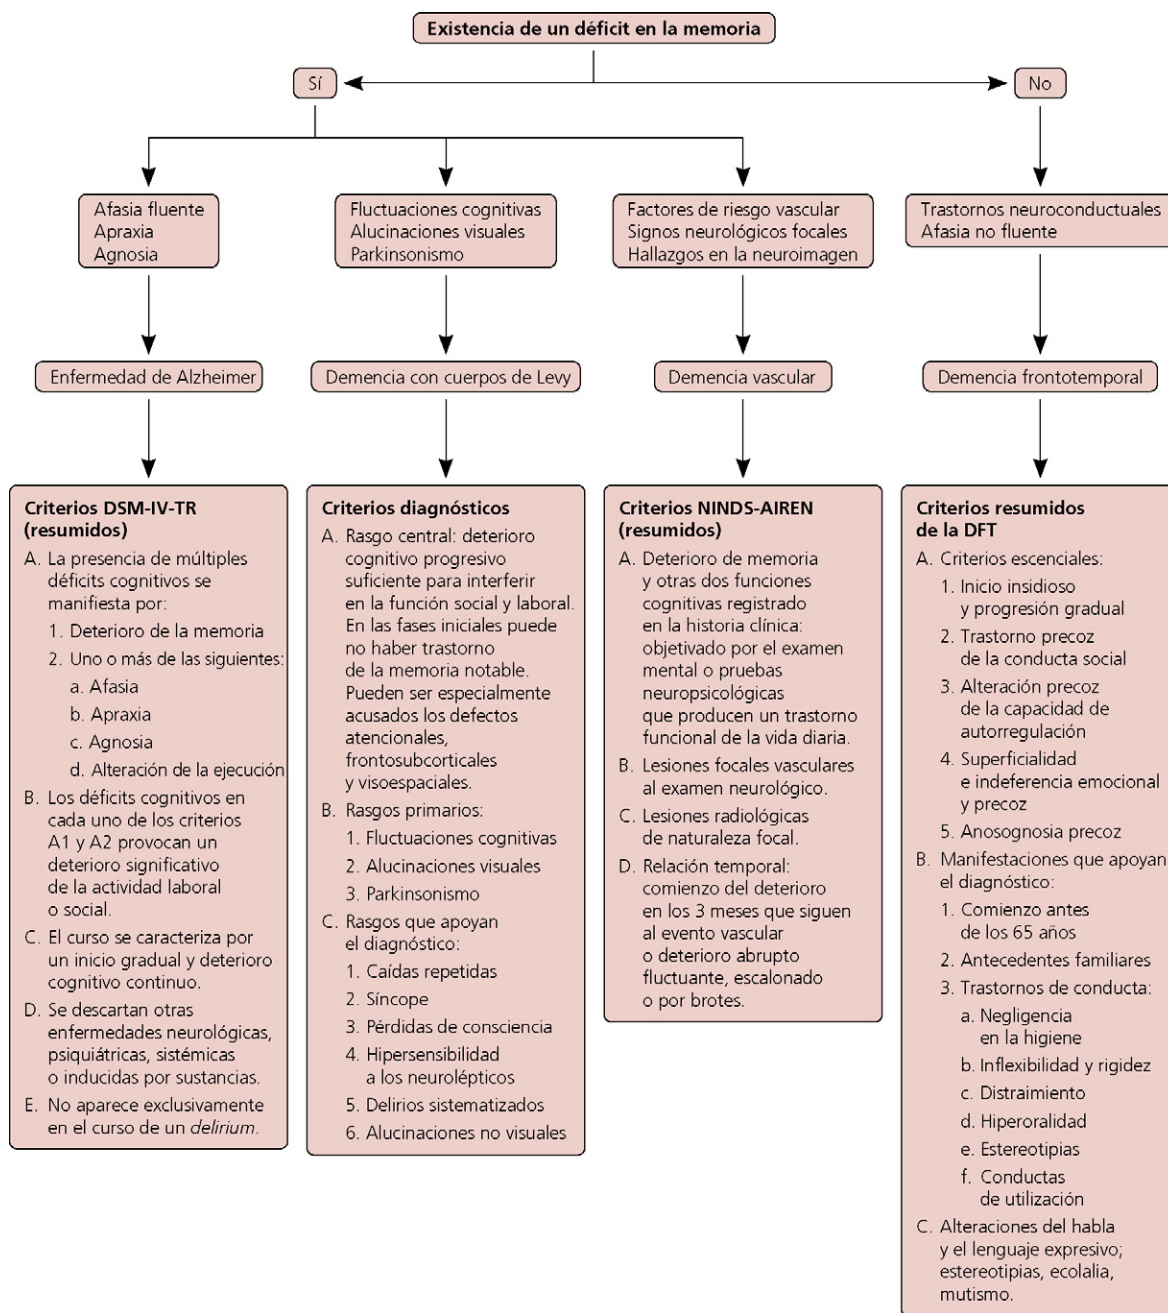 Existencia de un déficit en la memoria
Sí
No
Afasia fluente
Apraxia
Agnosia
Fluctuaciones cognitivas
Alucinaciones visuales
Parkinsonismo
Factores de riesgo vascular
Signos neurológicos focales
Hallazgos en la neuroimagen
Trastornos neuroconductuales
Afasia no fluente
Enfermedad de Alzheimer
Demencia con cuerpos de Levy
Demencia vascular
Demencia frontotemporal
Criterios DSM-IV-TR
(resumidos)
A. La presencia de múltiples
déficits cognitivos se
manifiesta por:
1. Deterioro de la memoria
2. Uno o más de las siguientes:
a. Afasia
b. Apraxia
c. Agnosia
d. Alteración de la ejecución
B. Los déficits cognitivos en
cada uno de los criterios
A1 y A2 provocan un
deterioro significativo
de la actividad laboral
o social.
C. El curso se caracteriza por
un inicio gradual y deterioro
cognitivo continuo.
D. Se descartan otras
enfermedades neurológicas,
psiquiátricas, sistémicas
o inducidas por sustancias.
E. No aparece exclusivamente
en el curso de un delirium.
Criterios diagnósticos
A. Rasgo central: deterioro
cognitivo progresivo
suficiente para interferir
en la función social y laboral.
En las fases iniciales puede
no haber trastorno
de la memoria notable.
Pueden ser especialmente
acusados los defectos
atencionales,
frontosubcorticales
y visoespaciales.
B. Rasgos primarios:
1. Fluctuaciones cognitivas
2. Alucinaciones visuales
3. Parkinsonismo
C. Rasgos que apoyan
el diagnóstico:
1. Caídas repetidas
2. Síncope
3. Pérdidas de consciencia
4. Hipersensibilidad
a los neurolépticos
5. Delirios sistematizados
6. Alucinaciones no visuales
Criterios NINDS-AIREN
(resumidos)
A. Deterioro de memoria
y otras dos funciones
cognitivas registrado
en la historia clínica:
objetivado por el examen
mental o pruebas
neuropsicológicas
que producen un trastorno
funcional de la vida diaria.
B. Lesiones focales vasculares
al examen neurológico.
C. Lesiones radiológicas
de naturaleza focal.
D. Relación temporal:
comienzo del deterioro
en los 3 meses que siguen
al evento vascular
o deterioro abrupto
fluctuante, escalonado
o por brotes.
Criterios resumidos
de la DFT
A. Criterios escenciales:
1. Inicio insidioso
y progresión gradual
2. Trastorno precoz
de la conducta social
3. Alteración precoz
de la capacidad de
autorregulación
4. Superficialidad
e indeferencia emocional
y precoz
5. Anosognosia precoz
B. Manifestaciones que apoyan
el diagnóstico:
1. Comienzo antes
de los 65 años
2. Antecedentes familiares
3. Trastornos de conducta:
a. Negligencia
en la higiene
b. Inflexibilidad y rigidez
c. Distraimiento
d. Hiperoralidad
e. Estereotipias
f. Conductas
de utilización
C. Alteraciones del habla
y el lenguaje expresivo;
estereotipias, ecolalia,
mutismo.